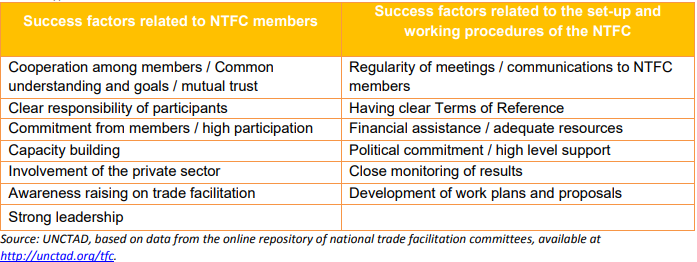 Success factors related to NTFC members
Success factors related to the set-up and
working procedures of the NTFC
Cooperation among members / Common
understanding and goals / mutual trust
Regularity of meetings / communications to NTFC
members
Clear responsibility of participants
Having clear Terms of Reference
Commitment from members / high participation
Financial assistance / adequate resources
Capacity building
Political commitment / high level support
Involvement of the private sector
Close monitoring of results
Awareness raising on trade facilitation
Development of work plans and proposals
Strong leadership
Source: UNCTAD, based on data from the online repository of national trade facilitation committees, available at
http://unctad.org/tfc.